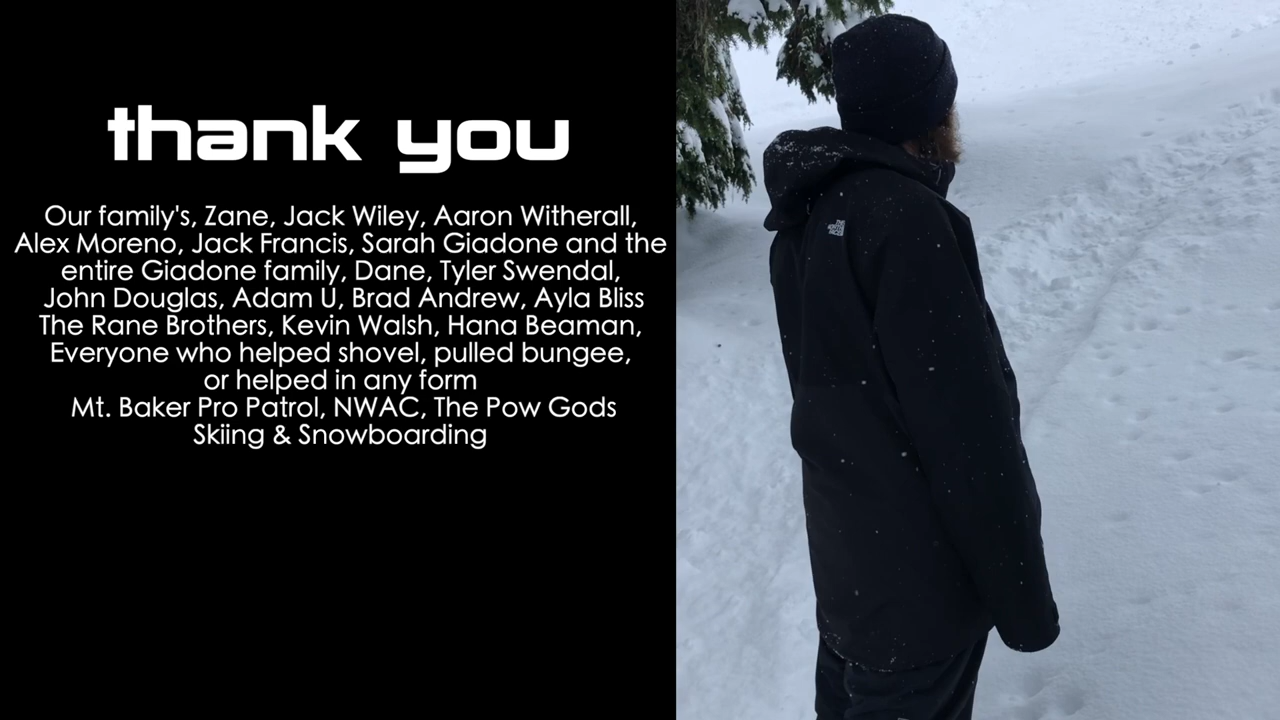 thank you
Our family's, Zane, Jack Wiley, Aaron Witherall,
Alex Moreno, Jack Francis, Sarah Giadone and the
entire Giadone family, Dane, Tyler Swendal,
John Douglas, Adam U, Brad Andrew, Ayla Bliss
The Rane Brothers, Kevin Walsh, Hana Beaman,
Everyone who helped shovel, pulled bungee,
or helped in any form
Mt. Baker Pro Patrol, NWAC, The Pow Gods
Skiing & Snowboarding
THE
NORTH
FACE